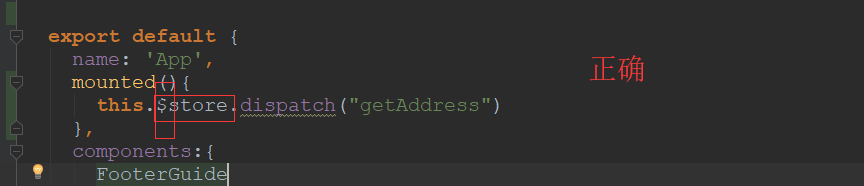 export default {
name: 'App',
正确
mounted(){
this.$store.dispatch("getAddress")
},
components:{
FooterGuide